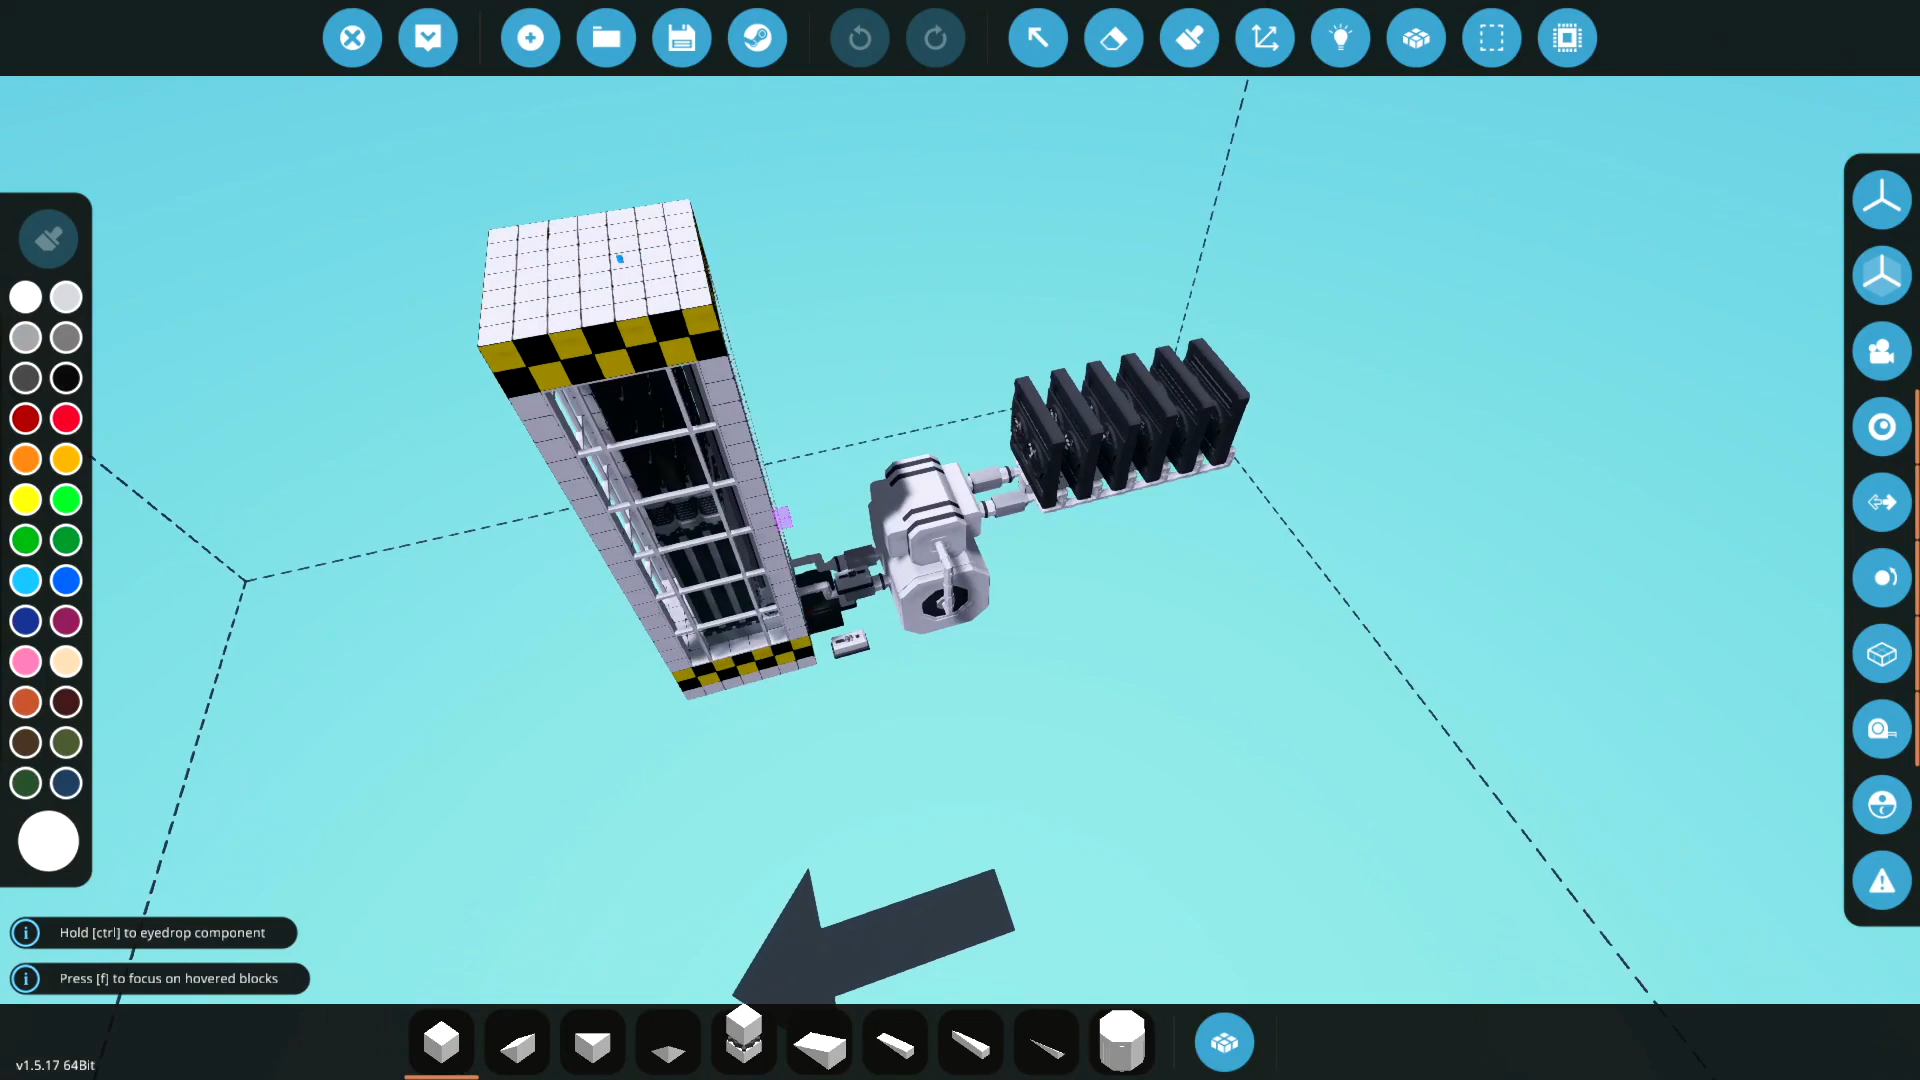 Hold [ctrl] to eyedrop component
Press [f] to focus on hovered blocks
v1.5.17 64Bit